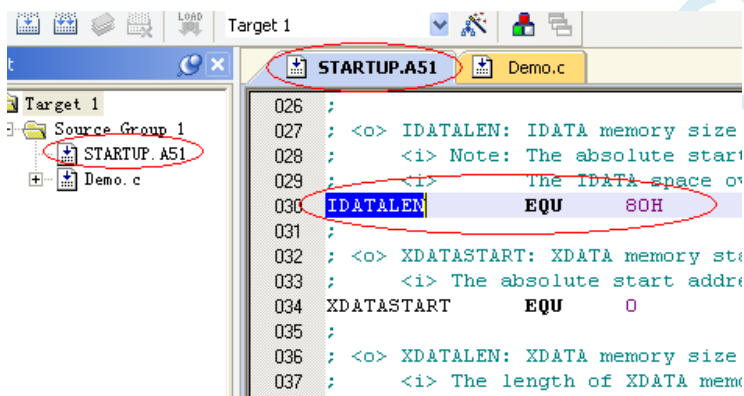 LOAD
Target 1
t
STARTUP.A51 Demo.c
Target 1
Source Group 1
STARTUP.A51
Demo.c
026 ;
027 ; <o> IDATALEN: IDATA memory size
028 ; <i> Note: The absolute start
029 ; <i> The IDATA space ov
030 IDATALEN EQU 80H
031 ;
032 ; <o> XDATASTART: XDATA memory sta
033 ; <i> The absolute start addre
034 XDATASTART EQU 0
035 ;
036 ; <o> XDATALEN: XDATA memory size
037 ; <i> The length of XDATA memo